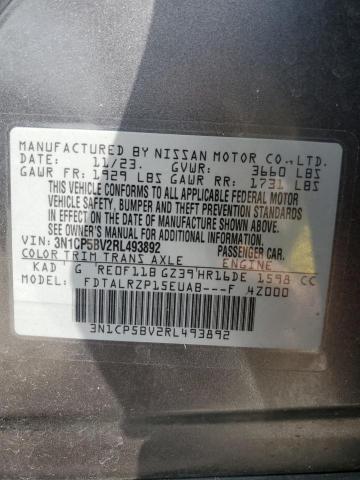 MANUFACTURED BY NISSAN MOTOR CO.,LTD.
DATE: 11/23. GVWR: 3660 LBS
GAWR FR: 1929 LBS GAWR RR: 1731 LBS
THIS VEHICLE CONFORMS TO ALL APPLICABLE FEDERAL MOTOR
VEHICLE SAFETY, BUMPER AND THEFT PREVENTION
STANDARDS IN EFFECT ON THE DATE OF MANUFACTURE SHOWN ABOVE.
SEE OWNER'S MANUAL.
VIN: 3N1CP5BV2RL493892 PASSENGER CAR.
COLOR TRIM TRANS AXLE ENGINE
KAD G RE0F11B GZ39 HR16DE 1598 CC
MODEL: FDTALRZP15EUAB---F 4Z000
3N1CP5BV2RL493892